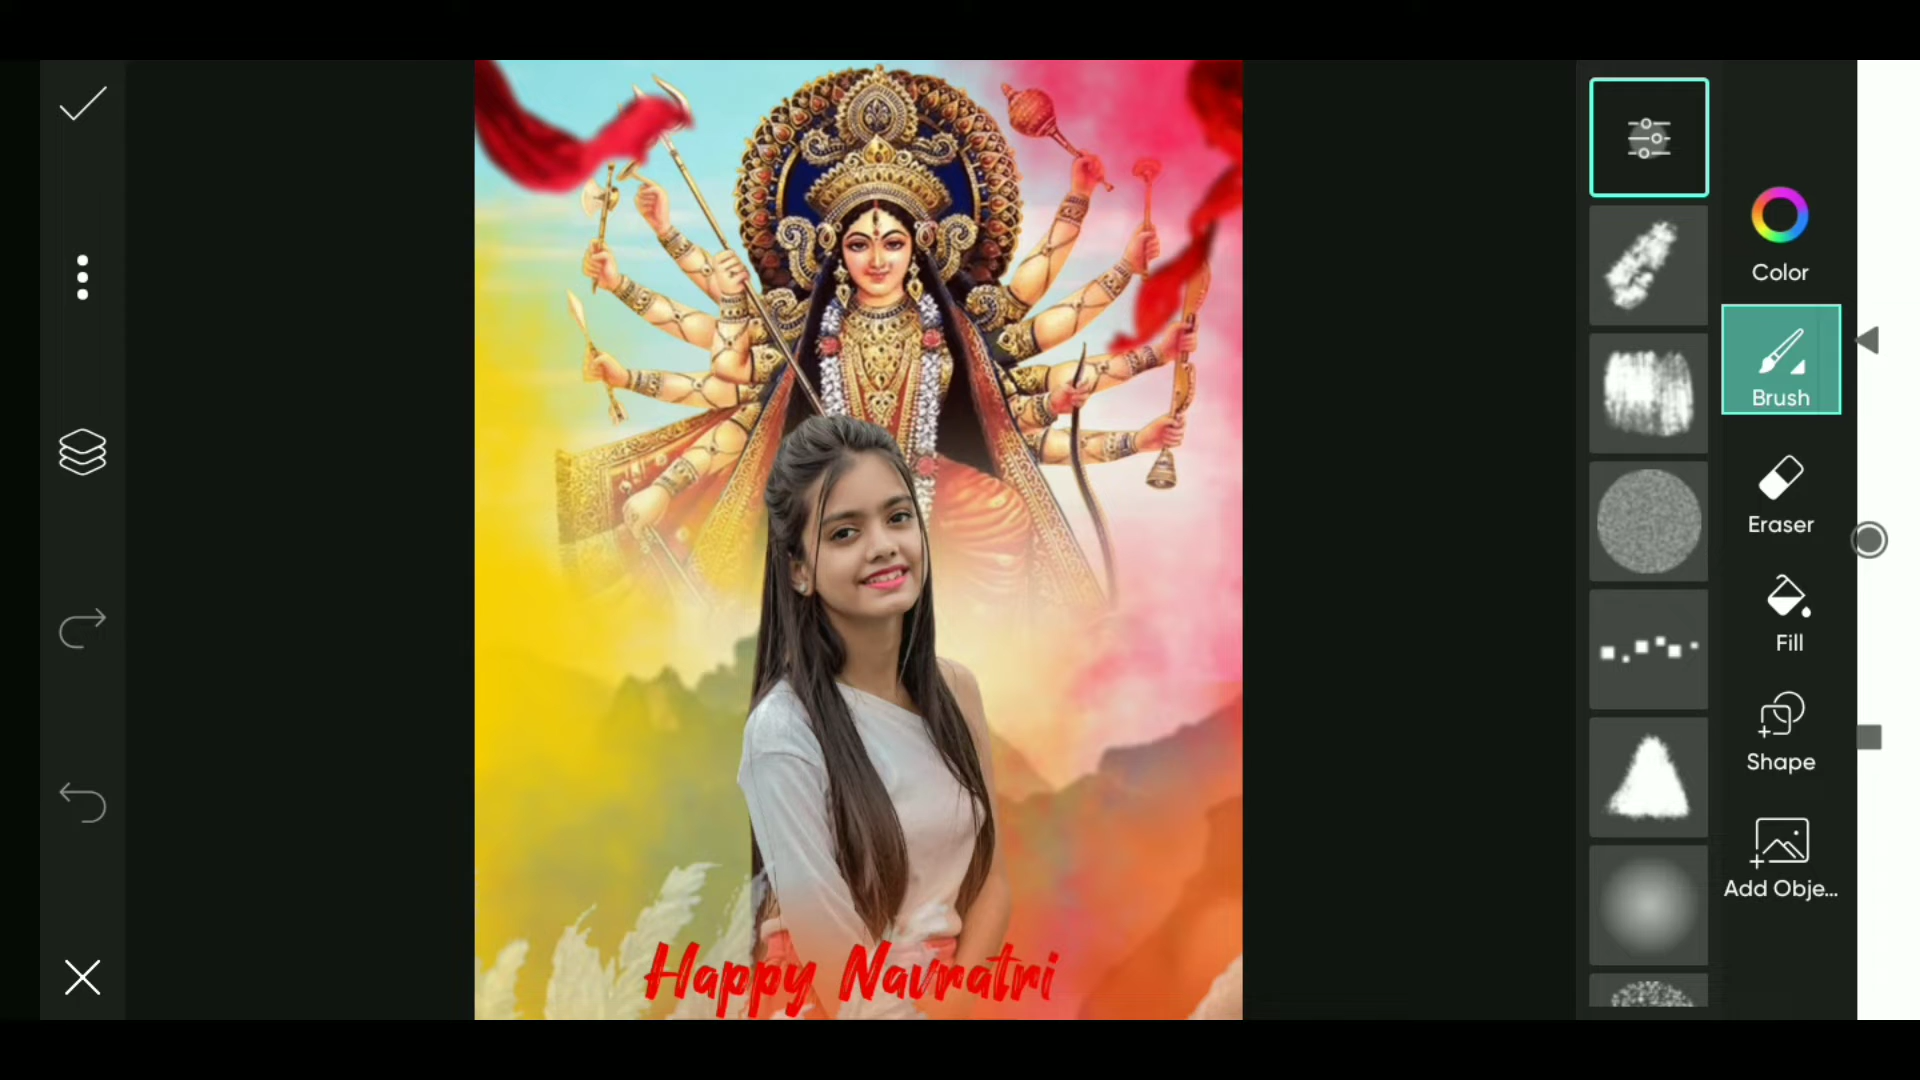 Color
Brush
Eraser
Fill
Shape
Add Obje...
Happy Navratri